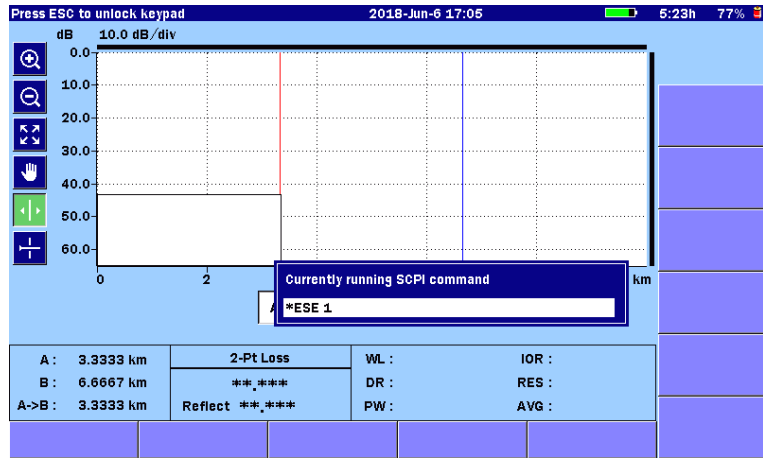 Press ESC to unlock keypad 2018-Jun-6 17:05 5:23h 77%
dB 10.0 dB/div
0.0
10.0
20.0
30.0
40.0
50.0
60.0
0 2 km
Currently running SCPI command
*ESE 1
A : 3.3333 km 2-Pt Loss WL : IOR :
B : 6.6667 km **.*** DR : RES :
A->B : 3.3333 km Reflect **.*** PW : AVG :